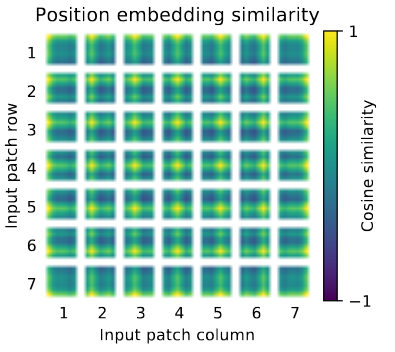 Position embedding similarity
Input patch row
1
2
3
4
5
6
7
1 2 3 4 5 6 7
Input patch column
1
−1
Cosine similarity